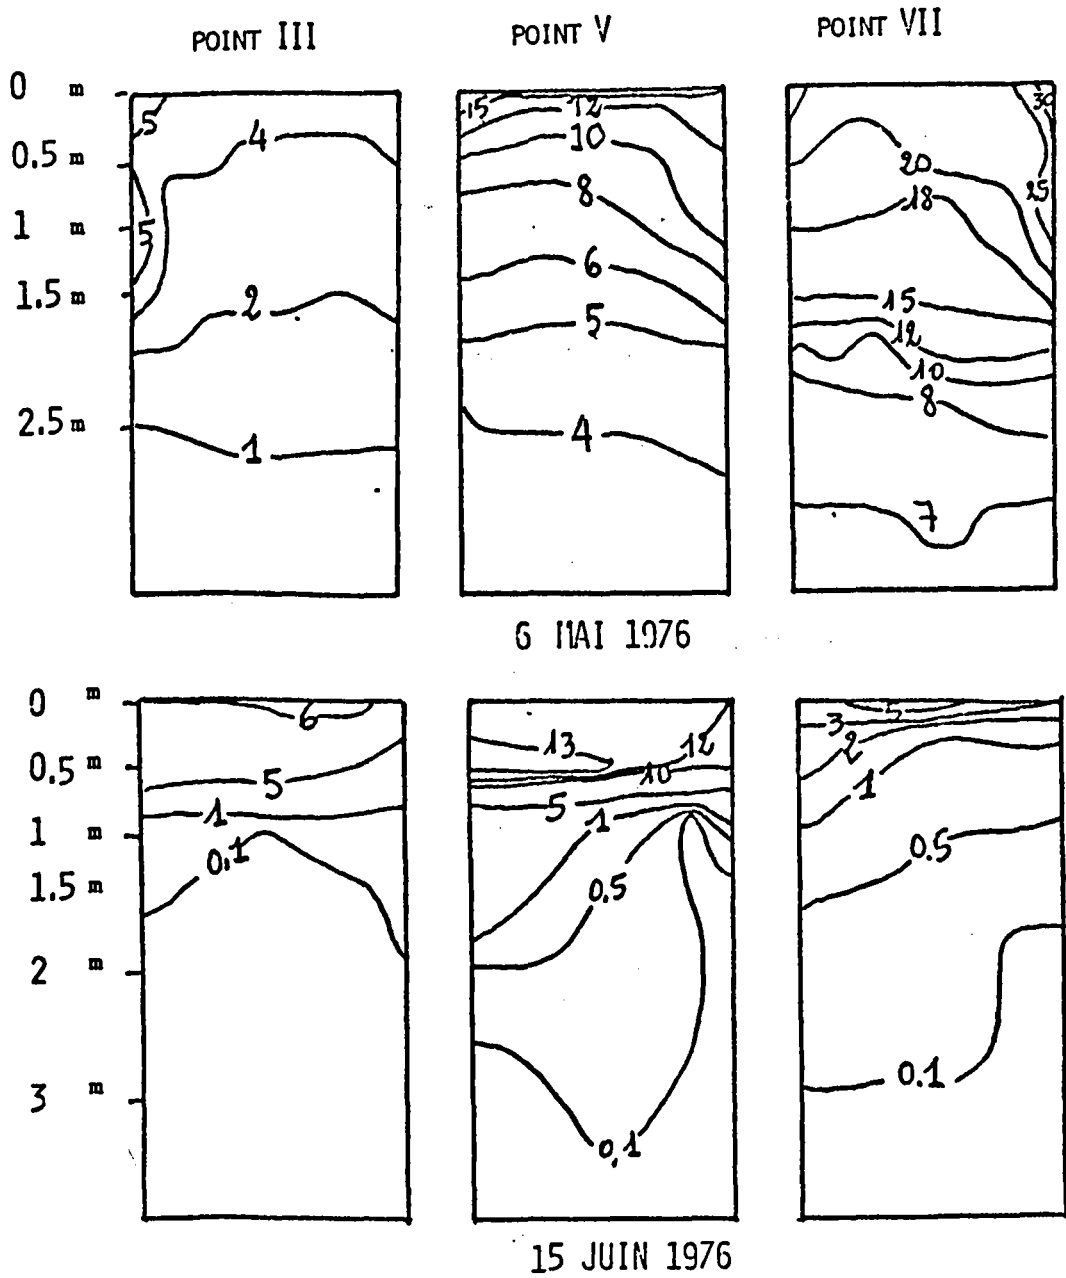 POINT III POINT V POINT VII
0 m
5 15 12 30
0.5 m 4 10 20
8 25
1 m 5 18
6
1.5 m 2 5 15
12
10
8
2.5 m 1 4
7
6 MAI 1976
0 m 6 5
13 12 3
0.5 m 5 10 2
1 5 1 1
1 m 0,1 0.5
1.5 m 0,5
2 m
3 m 0.1
0,1
15 JUIN 1976